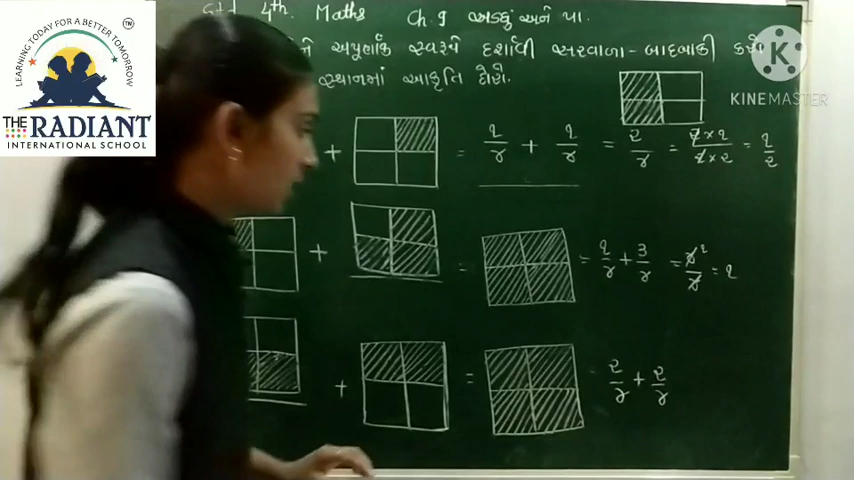 LEARNING TODAY FOR A BETTER TOMORROW
TM
THE RADIANT
INTERNATIONAL SCHOOL
K
KINEMASTER
4th. Maths Ch. 9 અડધું અને પા.
અપૂર્ણાંક સ્વરૂપે દર્શાવી સરવાળા-બાદબાકી કરો
સ્થાનમાં આકૃતિ દોરો.
+ = ૧/૪ + ૧/૪ = ૨/૪ = ૨×૧/૨×૨ = ૧/૨
+ = = ૧/૪ + ૩/૪ = ૪/૪ = ૧
+ = ૨/૪ + ૨/૪